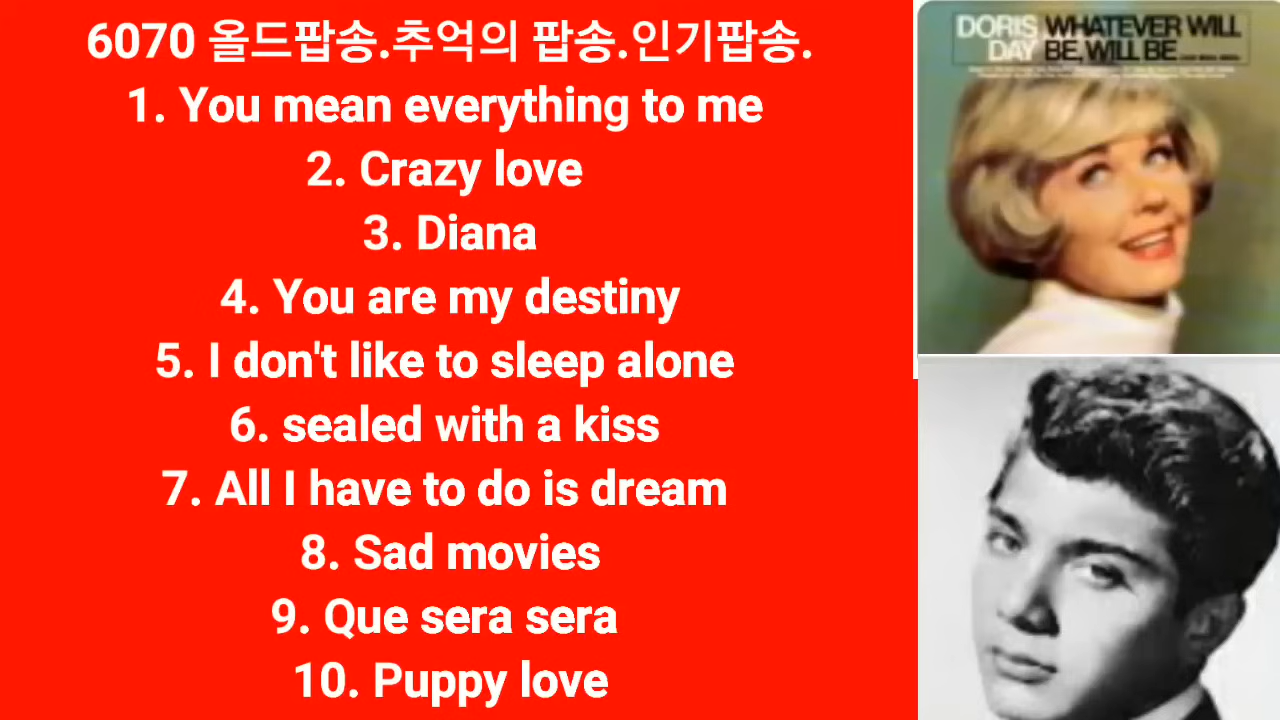 6070 올드팝송.추억의 팝송.인기팝송.
1. You mean everything to me
2. Crazy love
3. Diana
4. You are my destiny
5. I don't like to sleep alone
6. sealed with a kiss
7. All I have to do is dream
8. Sad movies
9. Que sera sera
10. Puppy love
DORIS DAY
WHATEVER WILL
BE, WILL BE